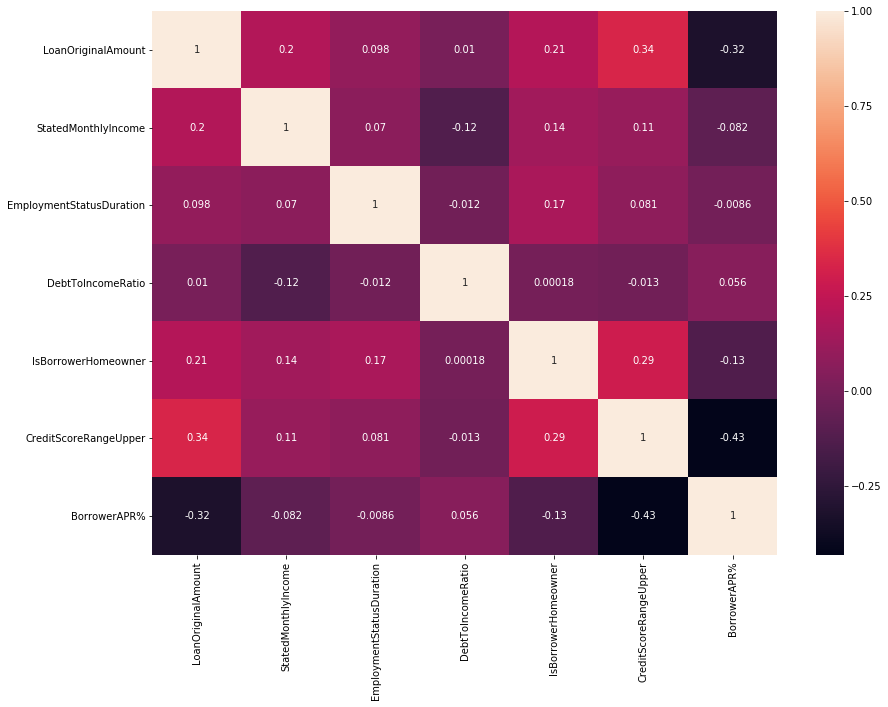 LoanOriginalAmount 1 0.2 0.098 0.01 0.21 0.34 -0.32
StatedMonthlyIncome 0.2 1 0.07 -0.12 0.14 0.11 -0.082
EmploymentStatusDuration 0.098 0.07 1 -0.012 0.17 0.081 -0.0086
DebtToIncomeRatio 0.01 -0.12 -0.012 1 0.00018 -0.013 0.056
IsBorrowerHomeowner 0.21 0.14 0.17 0.00018 1 0.29 -0.13
CreditScoreRangeUpper 0.34 0.11 0.081 -0.013 0.29 1 -0.43
BorrowerAPR% -0.32 -0.082 -0.0086 0.056 -0.13 -0.43 1
LoanOriginalAmount
StatedMonthlyIncome
EmploymentStatusDuration
DebtToIncomeRatio
IsBorrowerHomeowner
CreditScoreRangeUpper
BorrowerAPR%
1.00
0.75
0.50
0.25
0.00
−0.25